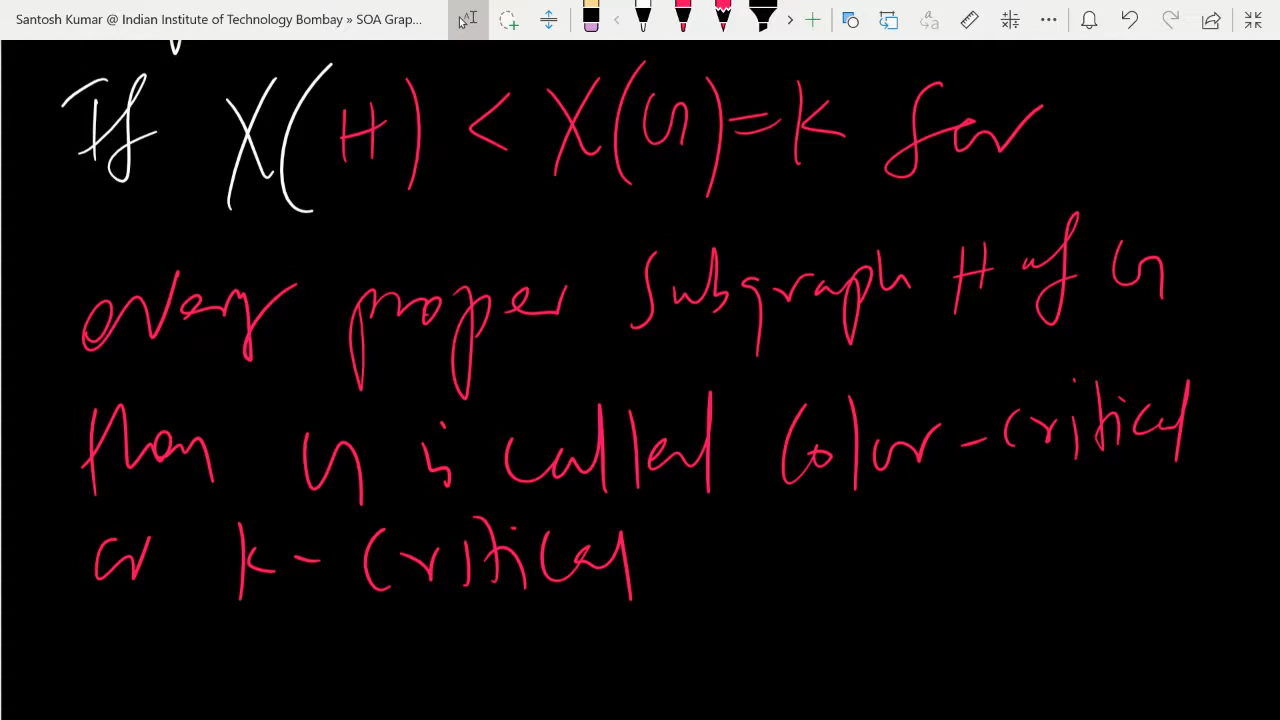 Santosh Kumar @ Indian Institute of Technology Bombay » SOA Grap...
If X(H) < X(G) = k for
every proper Subgraph H of G
then G is called Color-critical
or k-critical